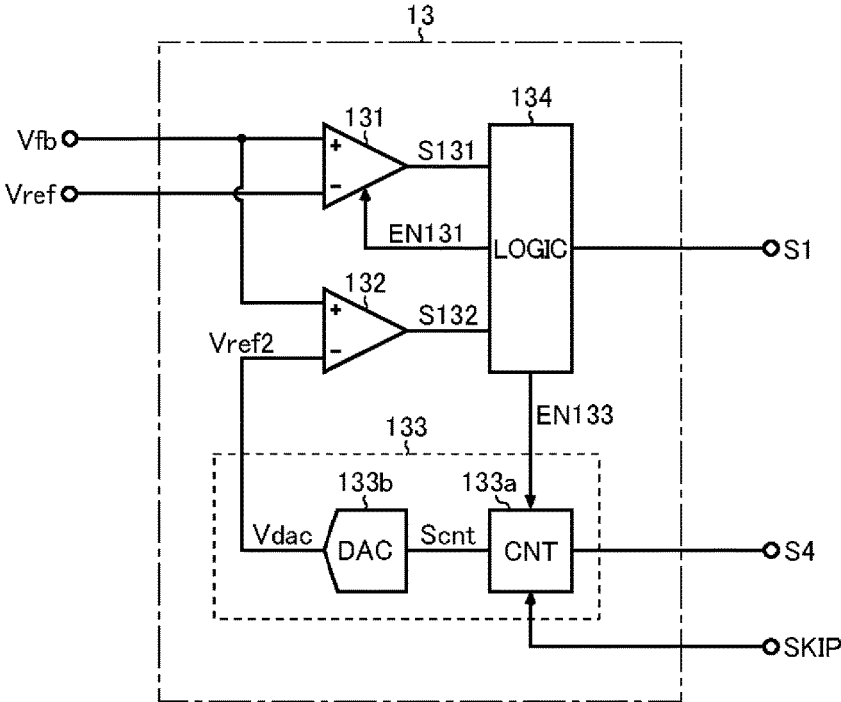 13
131
134
Vfb
+
S131
Vref
-
EN131
LOGIC
S1
132
+
S132
Vref2
-
EN133
133
133b
133a
Vdac
DAC
Scnt
CNT
S4
SKIP